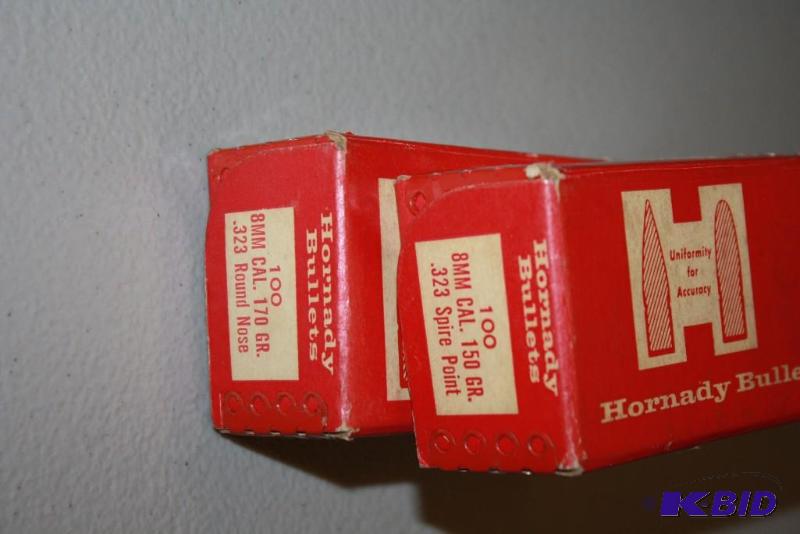 Hornady
Bullets
100
8MM CAL. 170 GR.
.323 Round Nose
Hornady
Bullets
100
8MM CAL. 150 GR.
.323 Spire Point
H
Uniformity
for
Accuracy
Hornady Bulle
K-BID